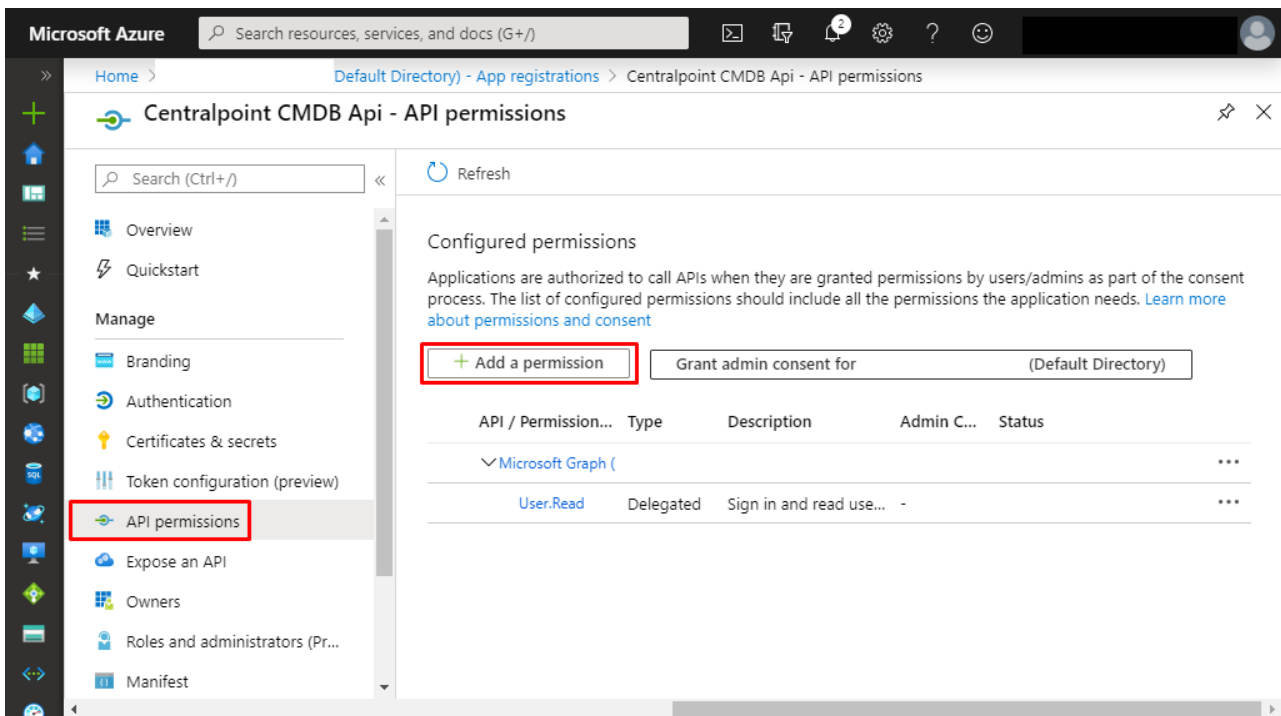 Microsoft Azure
Search resources, services, and docs (G+/)
2
Home > Default Directory) - App registrations > Centralpoint CMDB Api - API permissions
Centralpoint CMDB Api - API permissions
Search (Ctrl+/)
Refresh
Overview
Quickstart
Manage
Branding
Authentication
Certificates & secrets
Token configuration (preview)
API permissions
Expose an API
Owners
Roles and administrators (Pr...
Manifest
Configured permissions
Applications are authorized to call APIs when they are granted permissions by users/admins as part of the consent
process. The list of configured permissions should include all the permissions the application needs. Learn more
about permissions and consent
+ Add a permission
Grant admin consent for (Default Directory)
API / Permission... Type Description Admin C... Status
Microsoft Graph (
...
User.Read Delegated Sign in and read use... -
...
SQL